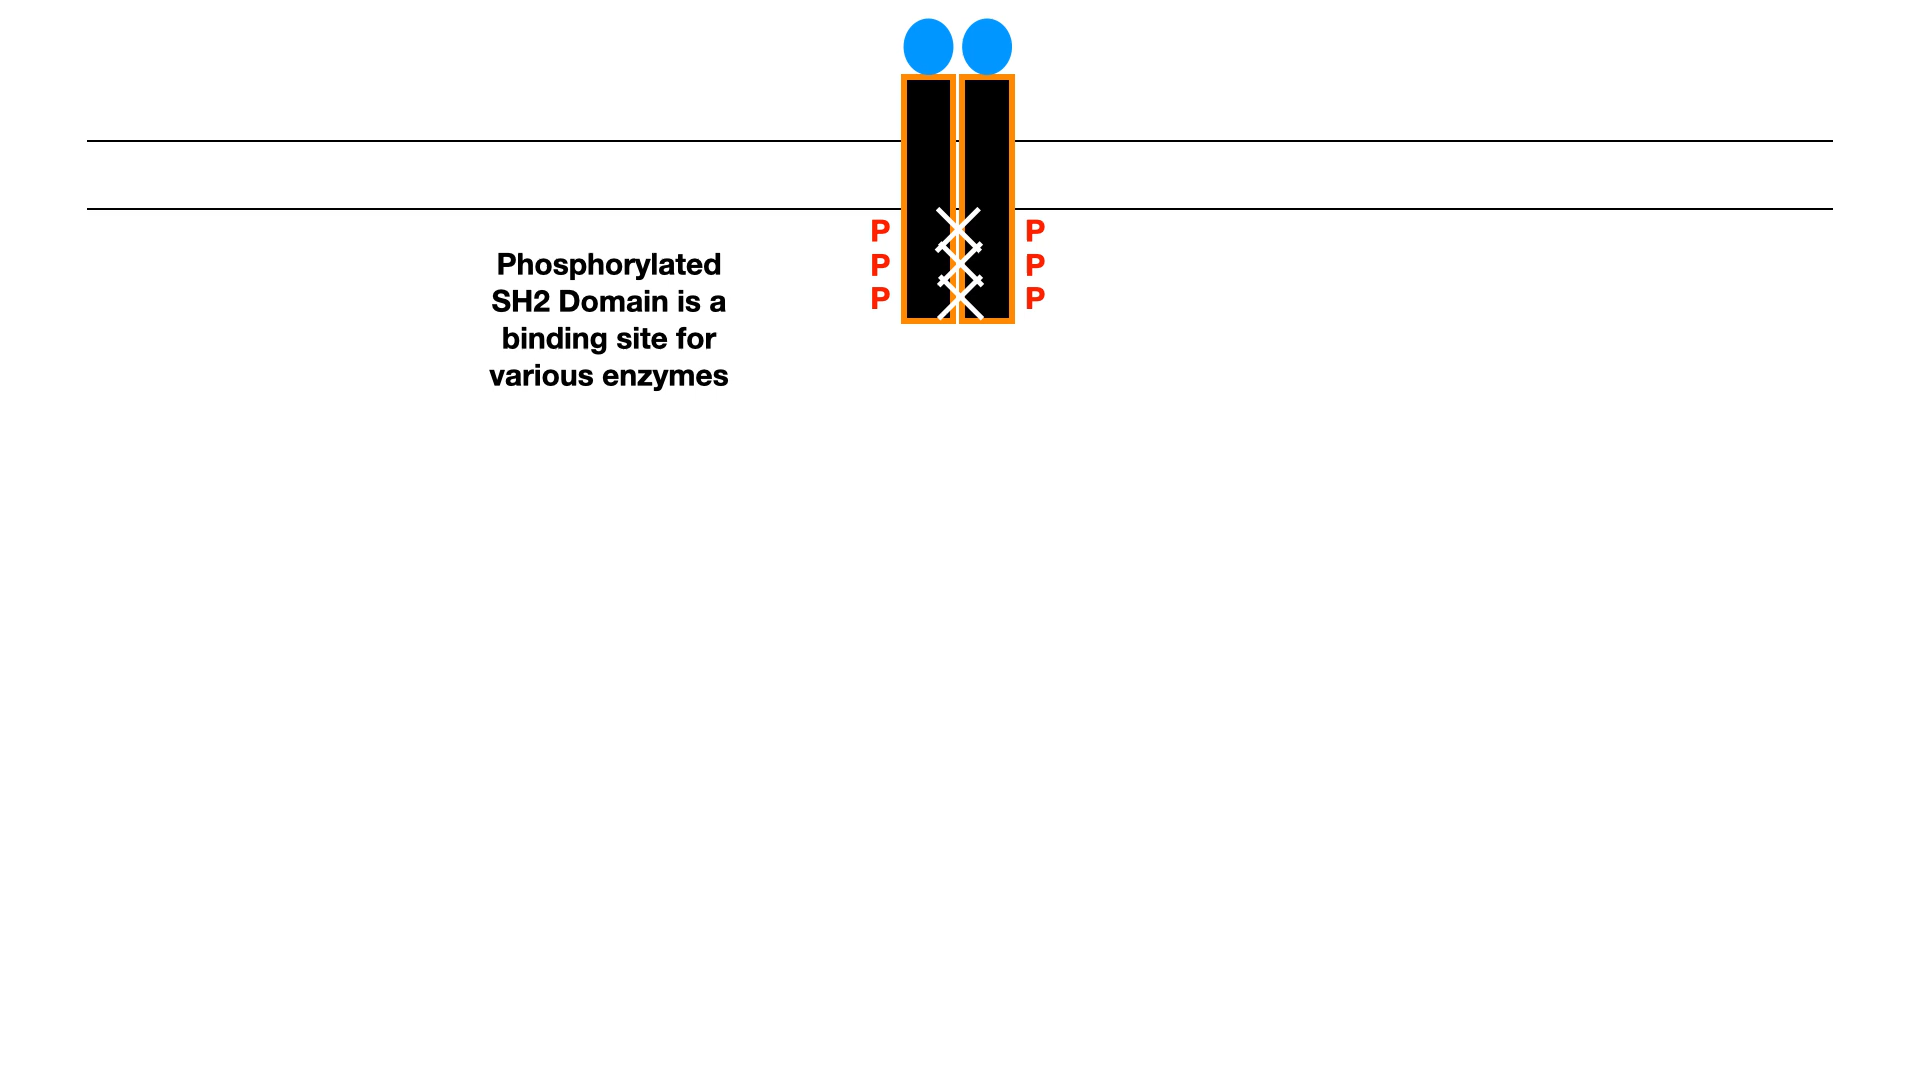 P P
P P
P P
Phosphorylated
SH2 Domain is a
binding site for
various enzymes